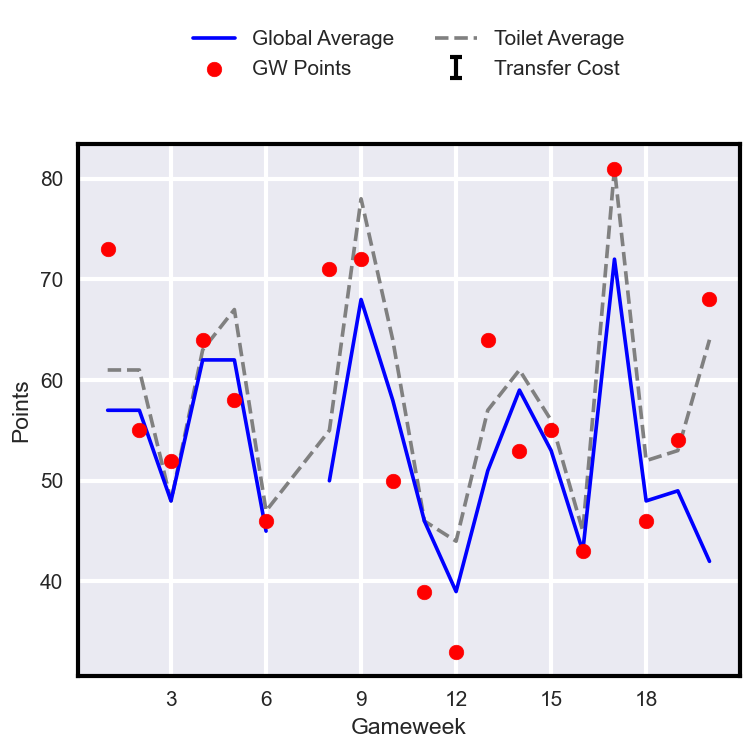 Global Average
Toilet Average
GW Points
Transfer Cost
80
70
60
50
40
Points
3
6
9
12
15
18
Gameweek